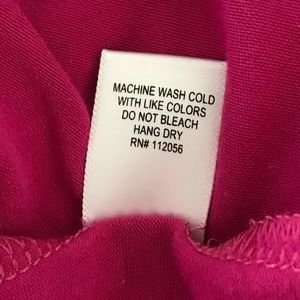 MACHINE WASH COLD
WITH LIKE COLORS
DO NOT BLEACH
HANG DRY
RN# 112056